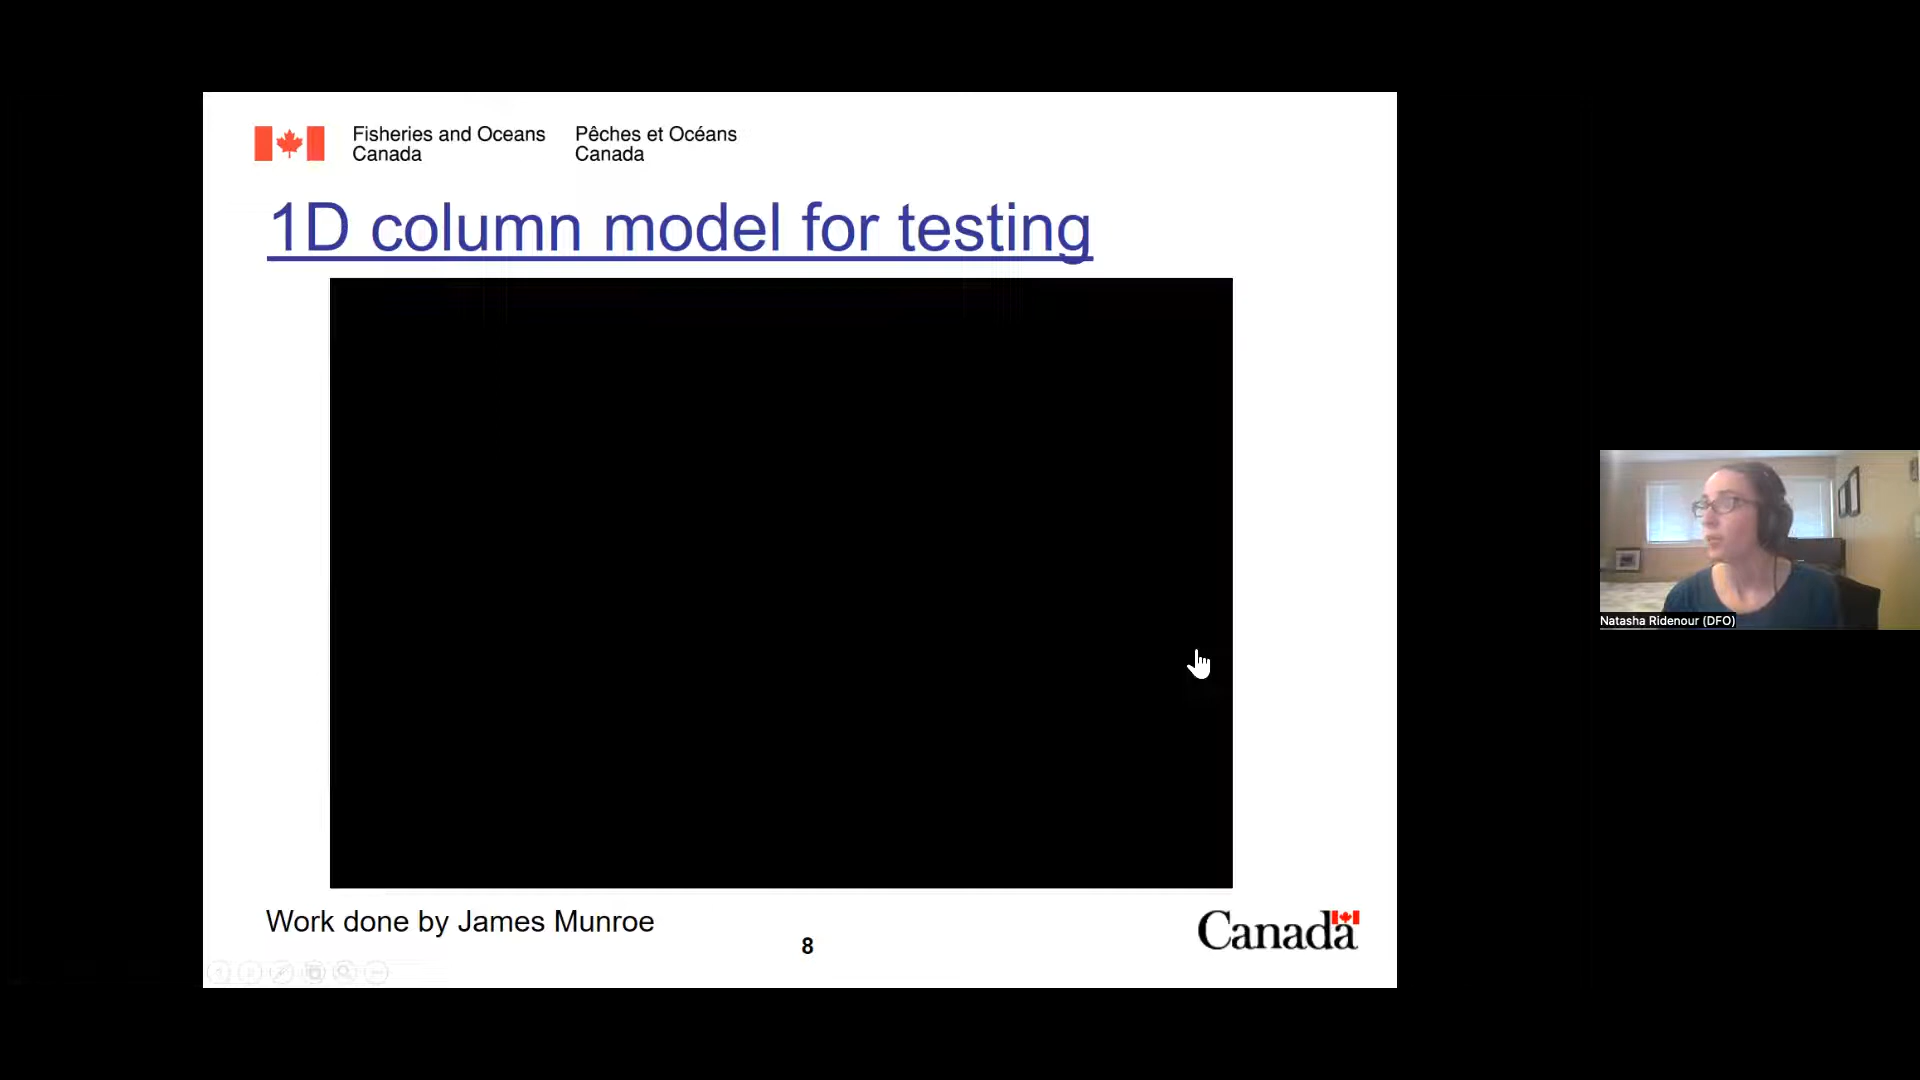 Fisheries and Oceans
Canada
Pêches et Océans
Canada
1D column model for testing
Work done by James Munroe
8
Canada
Natasha Ridenour (DFO)